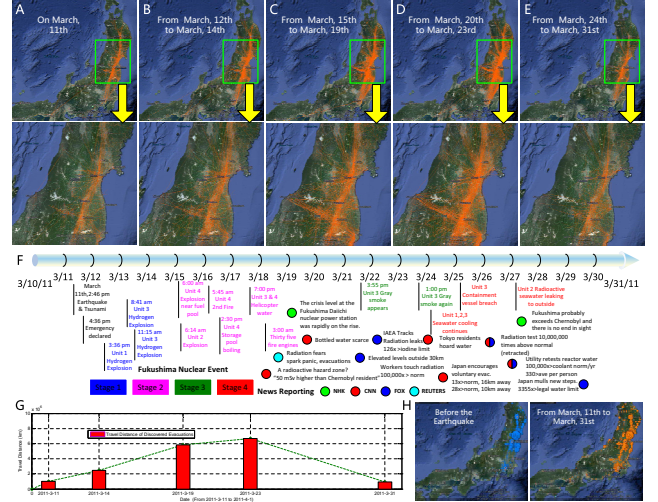 A
On March,
11th
B
From March, 12th
to March, 14th
C
From March, 15th
to March, 19th
D
From March, 20th
to March, 23rd
E
From March, 24th
to March, 31st
F
3/10/11
3/11
3/12
3/13
3/14
3/15
3/16
3/17
3/18
3/19
3/20
3/21
3/22
3/23
3/24
3/25
3/26
3/27
3/28
3/29
3/30
3/31/11
March
11th,2:46 pm
Earthquake
& Tsunami
4:36 pm
Emergency
declared
3:36 pm
Unit 1
Hydrogen
Explosion
8:41 am
Unit 3
Hydrogen
Explosion
11:15 am
Unit 3
Hydrogen
Explosion
6:00 am
Unit 4
Explosion
near fuel
pool
6:14 am
Unit 2
Explosion
5:45 am
Unit 4
2nd Fire
2:30 pm
Unit 4
Storage
pool
boiling
7:00 pm
Unit 3 & 4
Helicopter
water
3:00 am
Thirty five
fire engines
3:55 pm
Unit 3 Gray
smoke
appears
1:00 pm
Unit 3 Gray
smoke again
Unit 1,2,3
Seawater cooling
continues
Unit 3
Containment
vessel breach
Unit 2 Radioactive
seawater leaking
to outside
The crisis level at the
Fukushima Daiichi
nuclear power station
was rapidly on the rise.
Bottled water scarce
Radiation fears
spark panic, evacuations
A radioactive hazard zone?
"50 mSv higher than Chernobyl resident"
IAEA Tracks
Radiation leaks
126x>iodine limit
Elevated levels outside 30km
Workers touch radiation
100,000x > norm
Tokyo residents
hoard water
Japan encourages
voluntary evac.
13x>norm, 16km away
28x>norm, 10km away
Fukushima probably
exceeds Chernobyl and
there is no end in sight
Radiation test 10,000,000
times above normal
(retracted)
Utility retests reactor water
100,000x>coolant norm/yr
330>eve per person
Japan mulls new steps,
3355x>legal water limit
Fukushima Nuclear Event
Stage 1
Stage 2
Stage 3
Stage 4
News Reporting
NHK
CNN
FOX
REUTERS
G
Travel Distance (km)
Travel Distance of Discovered Evacuations
0
2011-3-11
2011-3-14
2011-3-19
2011-3-23
2011-3-31
Date (From 2011-3-11 to 2011-4-1)
H
Before the
Earthquake
From March, 11th to
March, 31st